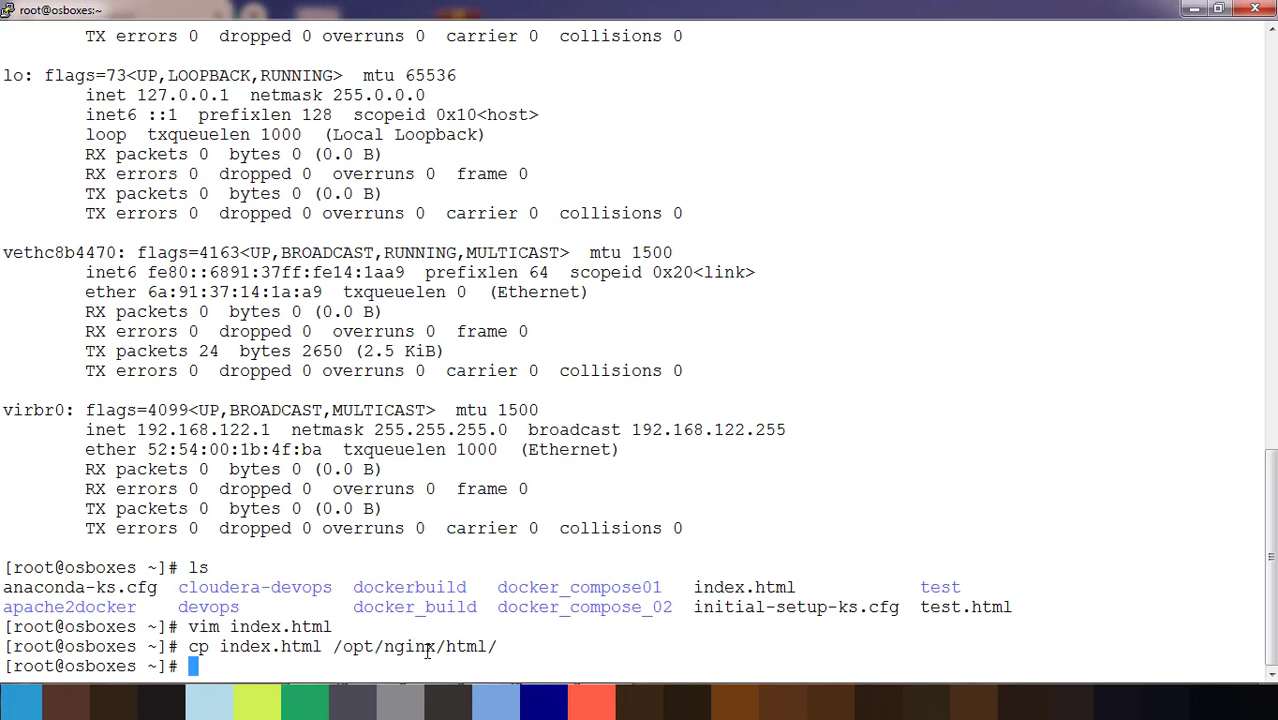 root@osboxes:~
TX errors 0  dropped 0 overruns 0  carrier 0  collisions 0
lo: flags=73<UP,LOOPBACK,RUNNING>  mtu 65536
inet 127.0.0.1  netmask 255.0.0.0
inet6 ::1  prefixlen 128  scopeid 0x10<host>
loop  txqueuelen 1000  (Local Loopback)
RX packets 0  bytes 0 (0.0 B)
RX errors 0  dropped 0  overruns 0  frame 0
TX packets 0  bytes 0 (0.0 B)
TX errors 0  dropped 0 overruns 0  carrier 0  collisions 0
vethc8b4470: flags=4163<UP,BROADCAST,RUNNING,MULTICAST>  mtu 1500
inet6 fe80::6891:37ff:fe14:1aa9  prefixlen 64  scopeid 0x20<link>
ether 6a:91:37:14:1a:a9  txqueuelen 0  (Ethernet)
RX packets 0  bytes 0 (0.0 B)
RX errors 0  dropped 0  overruns 0  frame 0
TX packets 24  bytes 2650 (2.5 KiB)
TX errors 0  dropped 0 overruns 0  carrier 0  collisions 0
virbr0: flags=4099<UP,BROADCAST,MULTICAST>  mtu 1500
inet 192.168.122.1  netmask 255.255.255.0  broadcast 192.168.122.255
ether 52:54:00:1b:4f:ba  txqueuelen 1000  (Ethernet)
RX packets 0  bytes 0 (0.0 B)
RX errors 0  dropped 0  overruns 0  frame 0
TX packets 0  bytes 0 (0.0 B)
TX errors 0  dropped 0 overruns 0  carrier 0  collisions 0
[root@osboxes ~]# ls
anaconda-ks.cfg  cloudera-devops  dockerbuild  docker_compose01  index.html  test
apache2docker  devops  docker_build  docker_compose_02  initial-setup-ks.cfg  test.html
[root@osboxes ~]# vim index.html
[root@osboxes ~]# cp index.html /opt/nginx/html/
[root@osboxes ~]#